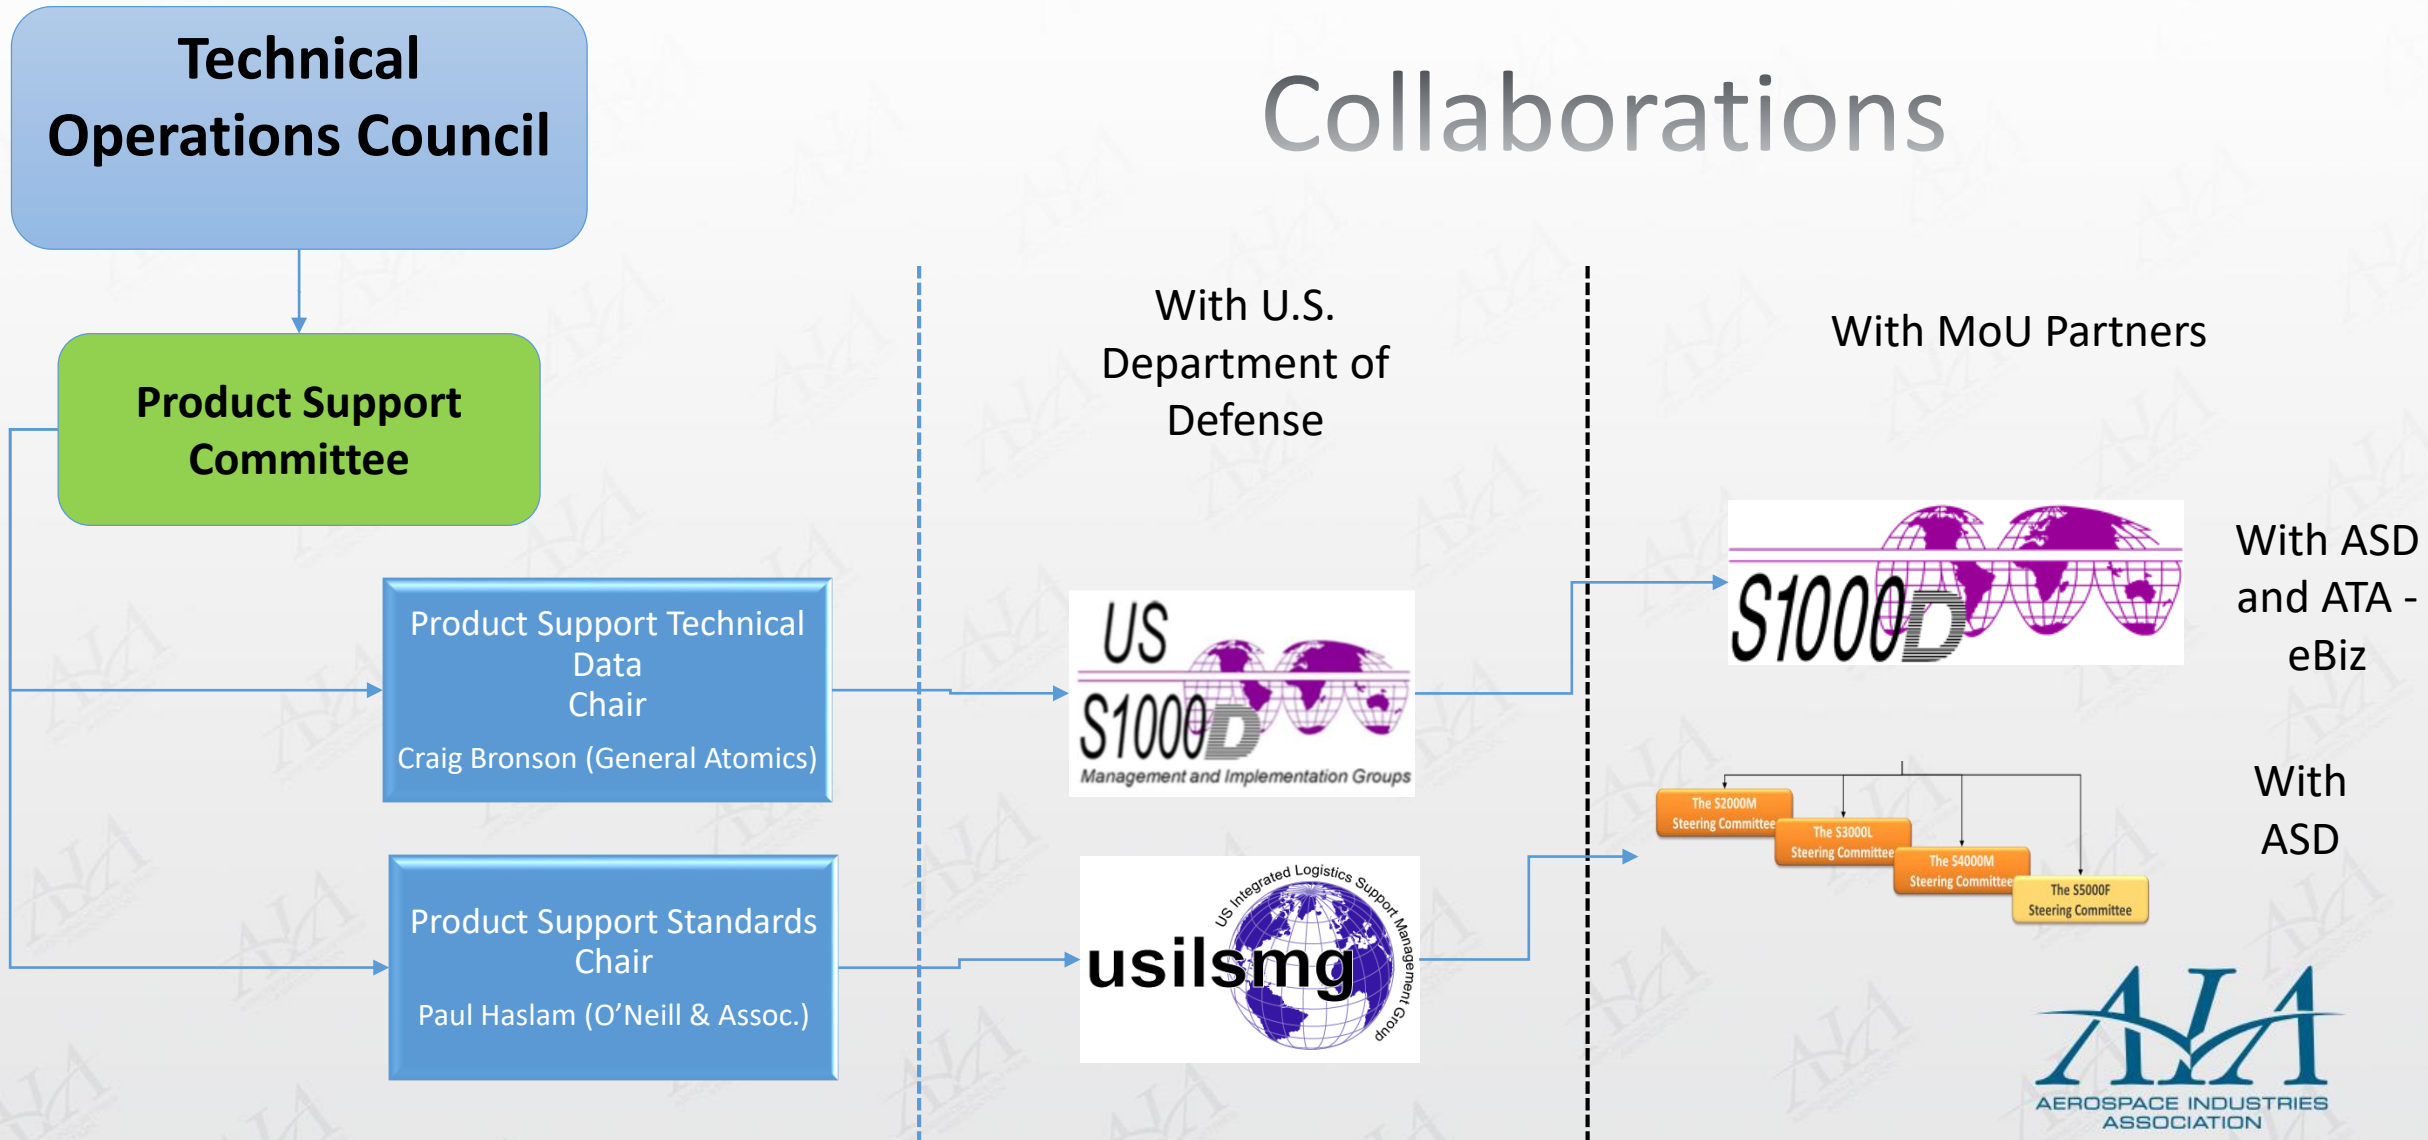 Technical
Operations Council
Collaborations
Product Support
Committee
With U.S.
Department of
Defense
With MoU Partners
Product Support Technical
Data
Chair
Craig Bronson (General Atomics)
US
S1000D
Management and Implementation Groups
S1000D
With ASD
and ATA -
eBiz
Product Support Standards
Chair
Paul Haslam (O’Neill & Assoc.)
US Integrated Logistics Support Management Group
usilsmg
The S2000M
Steering Committee
The S3000L
Steering Committee
The S4000M
Steering Committee
The S5000F
Steering Committee
With
ASD
AIA
AEROSPACE INDUSTRIES
ASSOCIATION